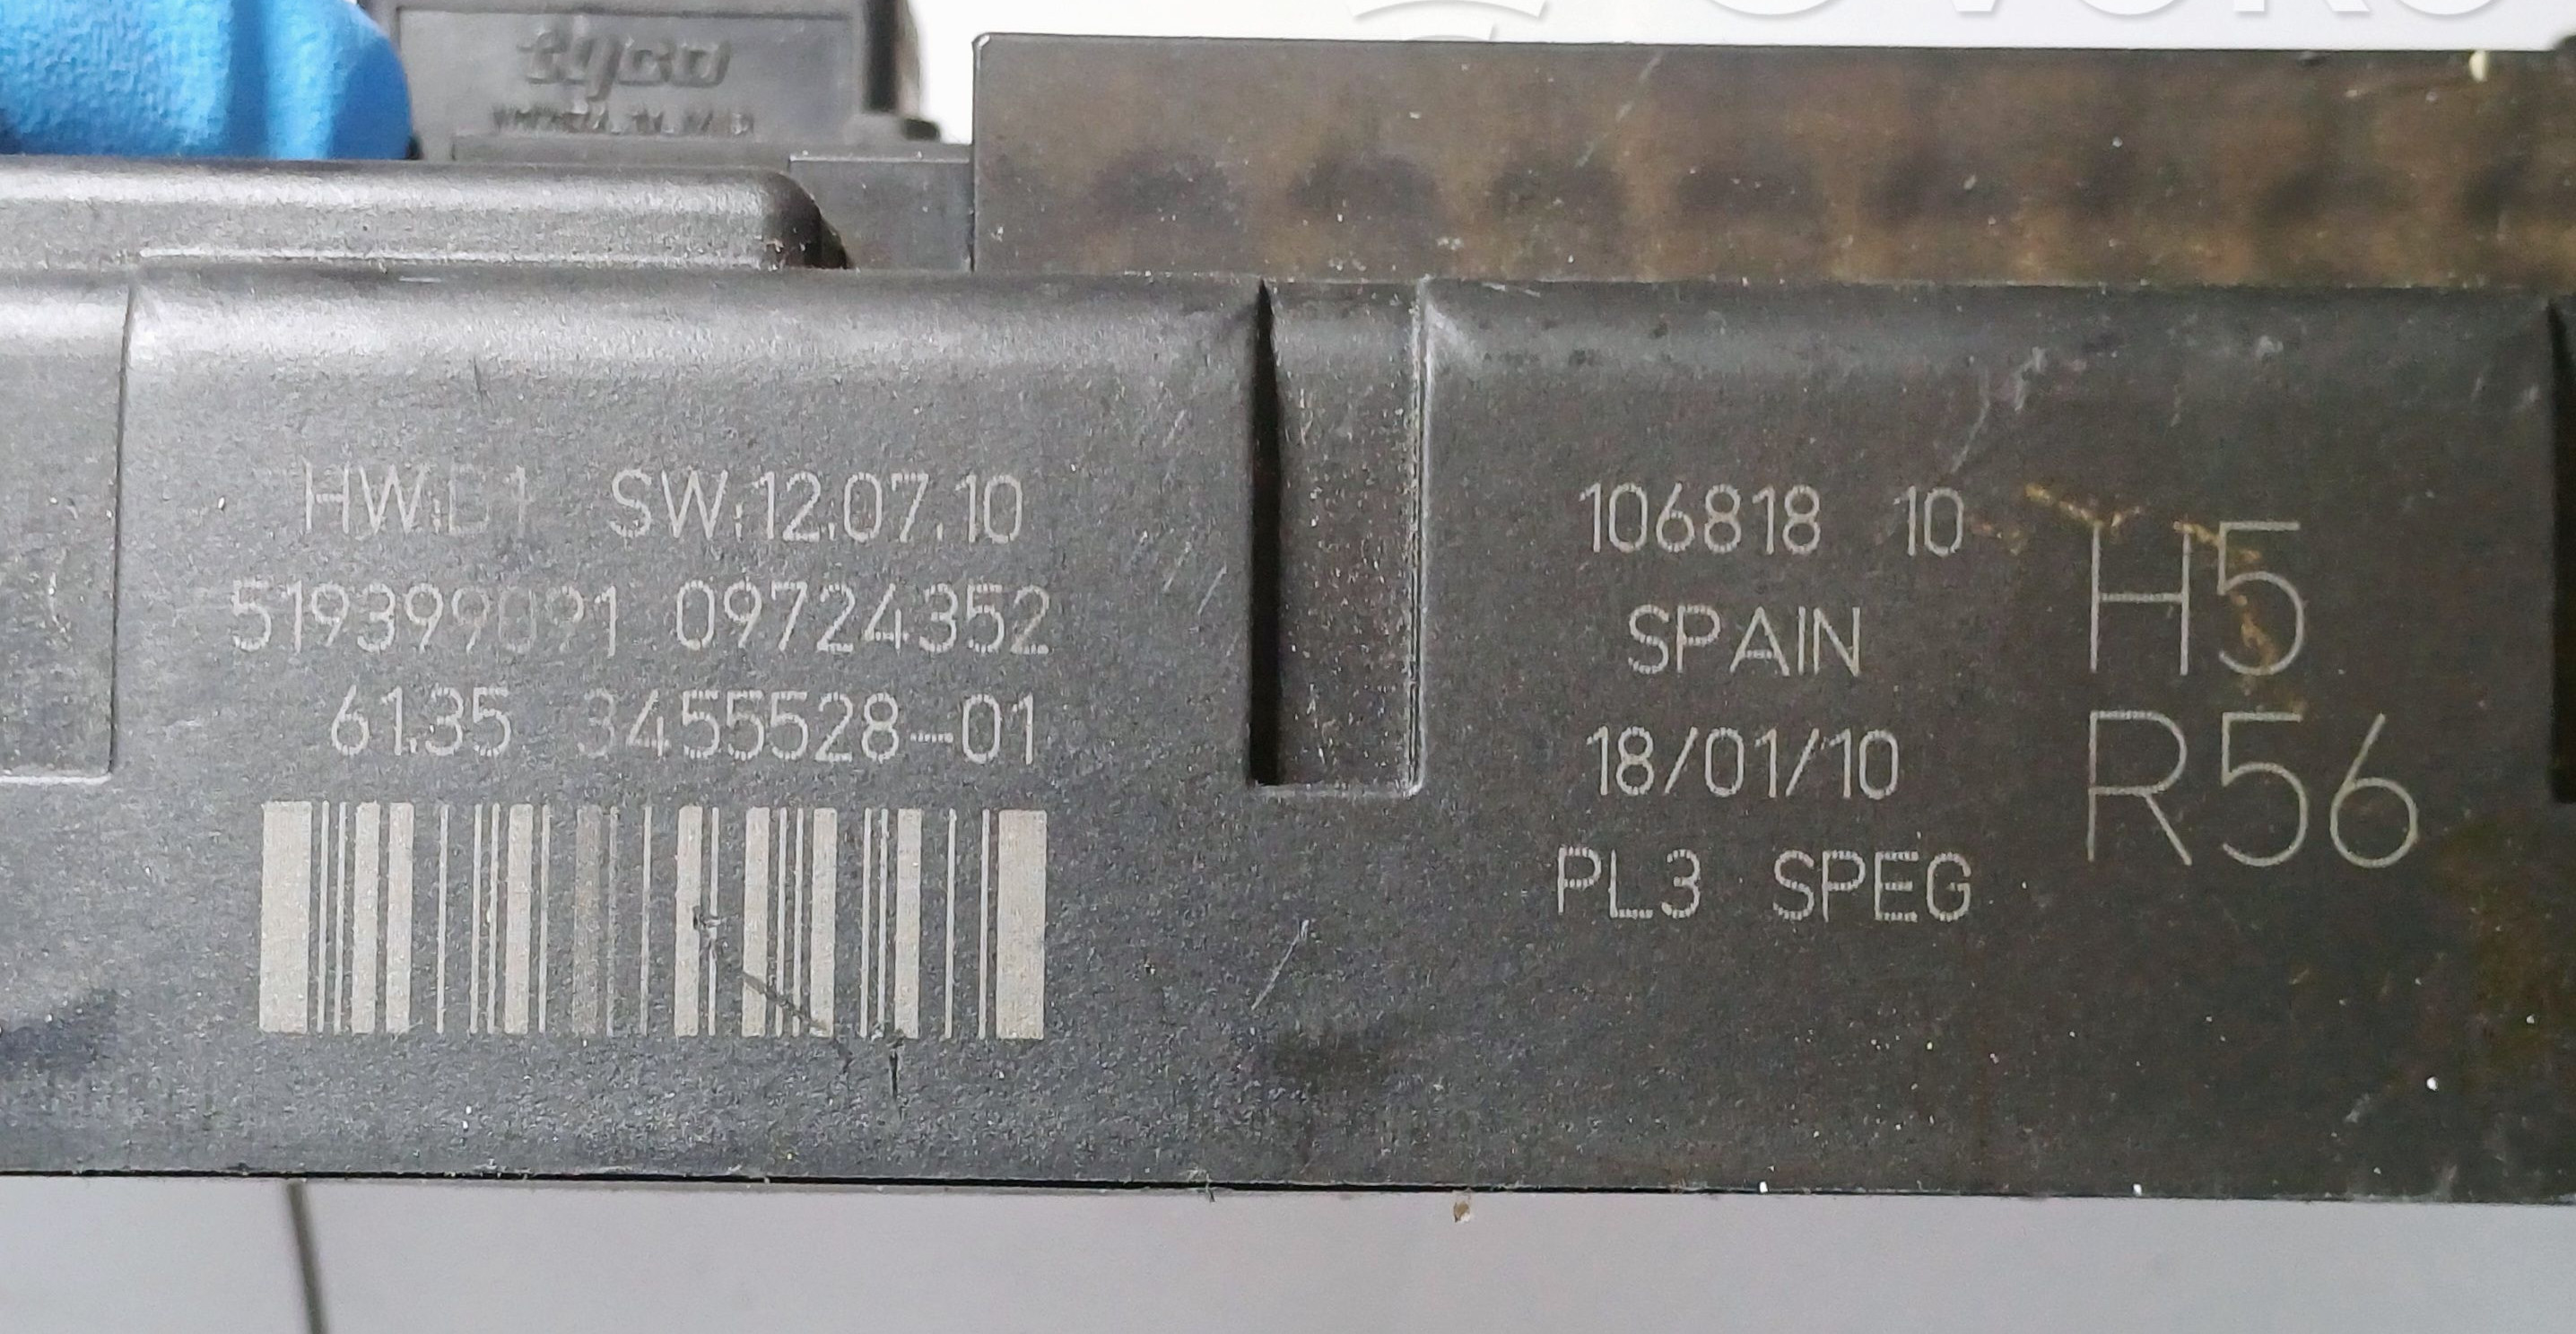 tyco
HW:D1 SW:12.07.10
519399091 09724352
61.35 3455528-01
106818 10
SPAIN
18/01/10
PL3 SPEG
H5
R56